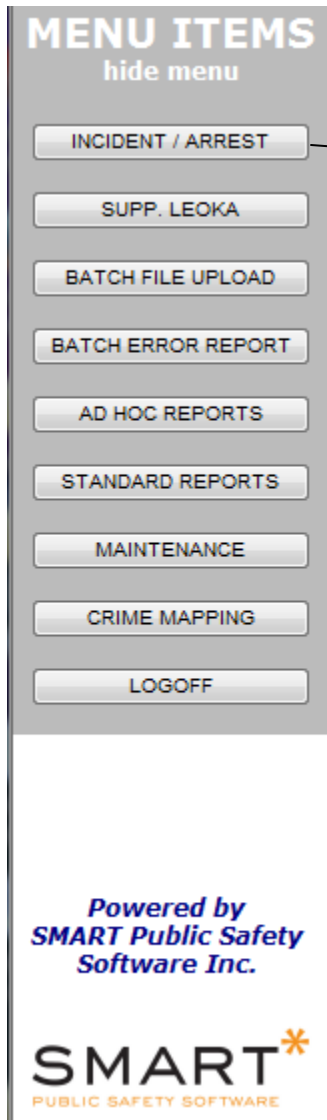 MENU ITEMS
hide menu
INCIDENT / ARREST
SUPP. LEOKA
BATCH FILE UPLOAD
BATCH ERROR REPORT
AD HOC REPORTS
STANDARD REPORTS
MAINTENANCE
CRIME MAPPING
LOGOFF
Powered by
SMART Public Safety
Software Inc.
SMART*
PUBLIC SAFETY SOFTWARE